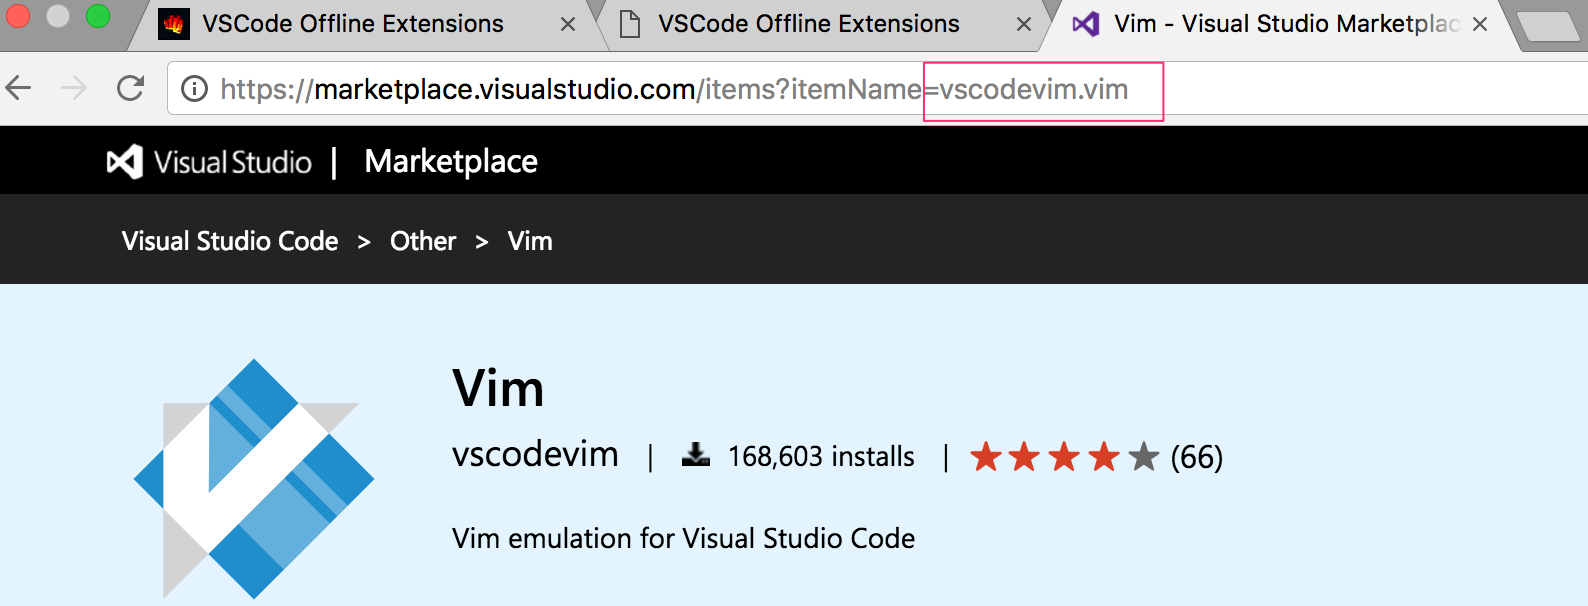 VSCode Offline Extensions
VSCode Offline Extensions
Vim - Visual Studio Marketplac
https://marketplace.visualstudio.com/items?itemName=vscodevim.vim
Visual Studio | Marketplace
Visual Studio Code > Other > Vim
Vim
vscodevim | 168,603 installs | (66)
Vim emulation for Visual Studio Code